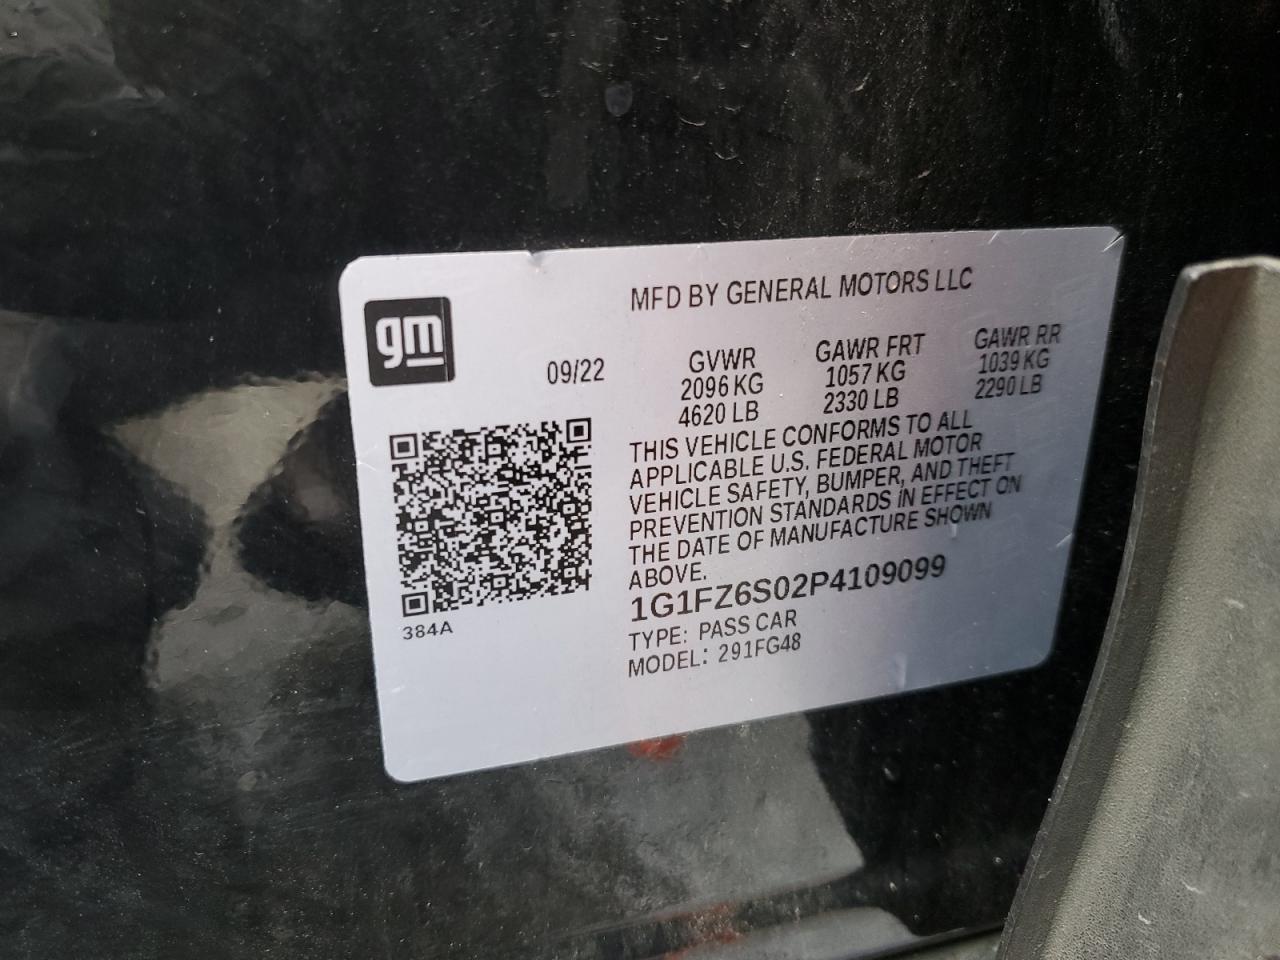 MFD BY GENERAL MOTORS LLC
gm
09/22
GVWR GAWR FRT GAWR RR
2096 KG 1057 KG 1039 KG
4620 LB 2330 LB 2290 LB
THIS VEHICLE CONFORMS TO ALL
APPLICABLE U.S. FEDERAL MOTOR
VEHICLE SAFETY, BUMPER, AND THEFT
PREVENTION STANDARDS IN EFFECT ON
THE DATE OF MANUFACTURE SHOWN
ABOVE.
1G1FZ6S02P4109099
384A
TYPE: PASS CAR
MODEL: 291FG48